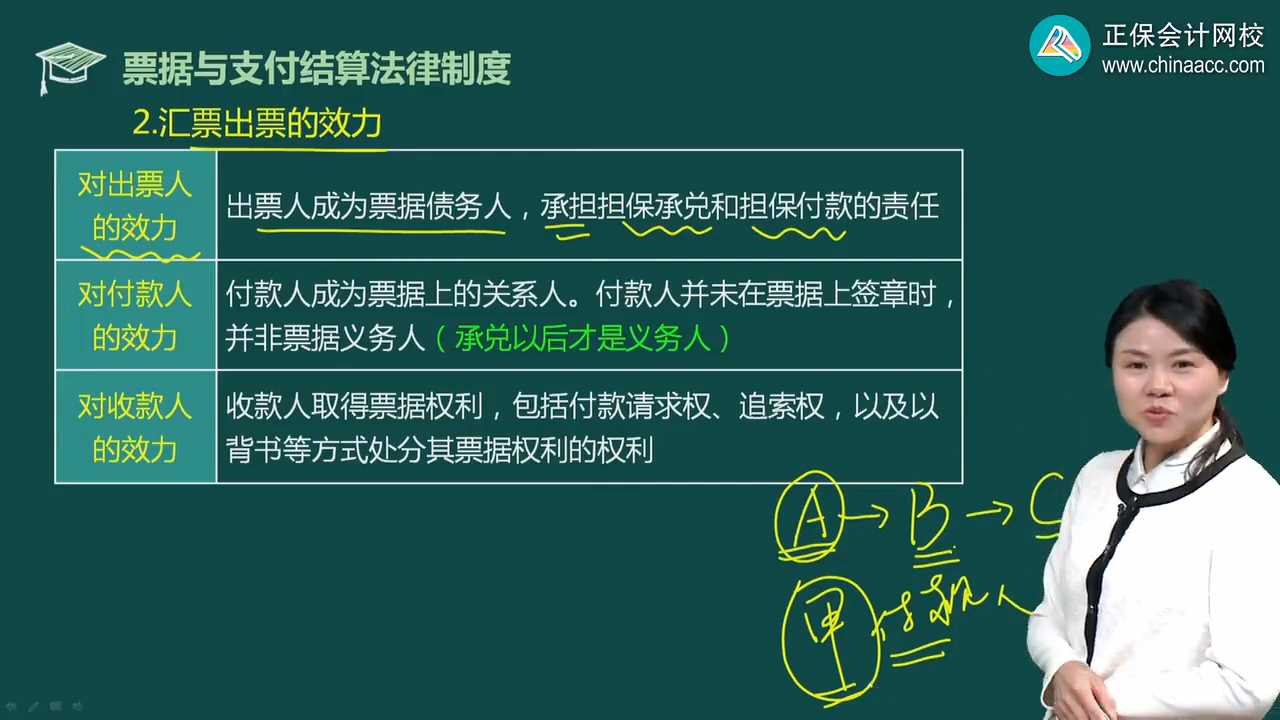 正保会计网校
www.chinaacc.com
票据与支付结算法律制度
2.汇票出票的效力
对出票人
的效力
出票人成为票据债务人，承担担保承兑和担保付款的责任
对付款人
的效力
付款人成为票据上的关系人。付款人并未在票据上签章时，
并非票据义务人（承兑以后才是义务人）
对收款人
的效力
收款人取得票据权利，包括付款请求权、追索权，以及以
背书等方式处分其票据权利的权利
A→B→C
甲 付款人